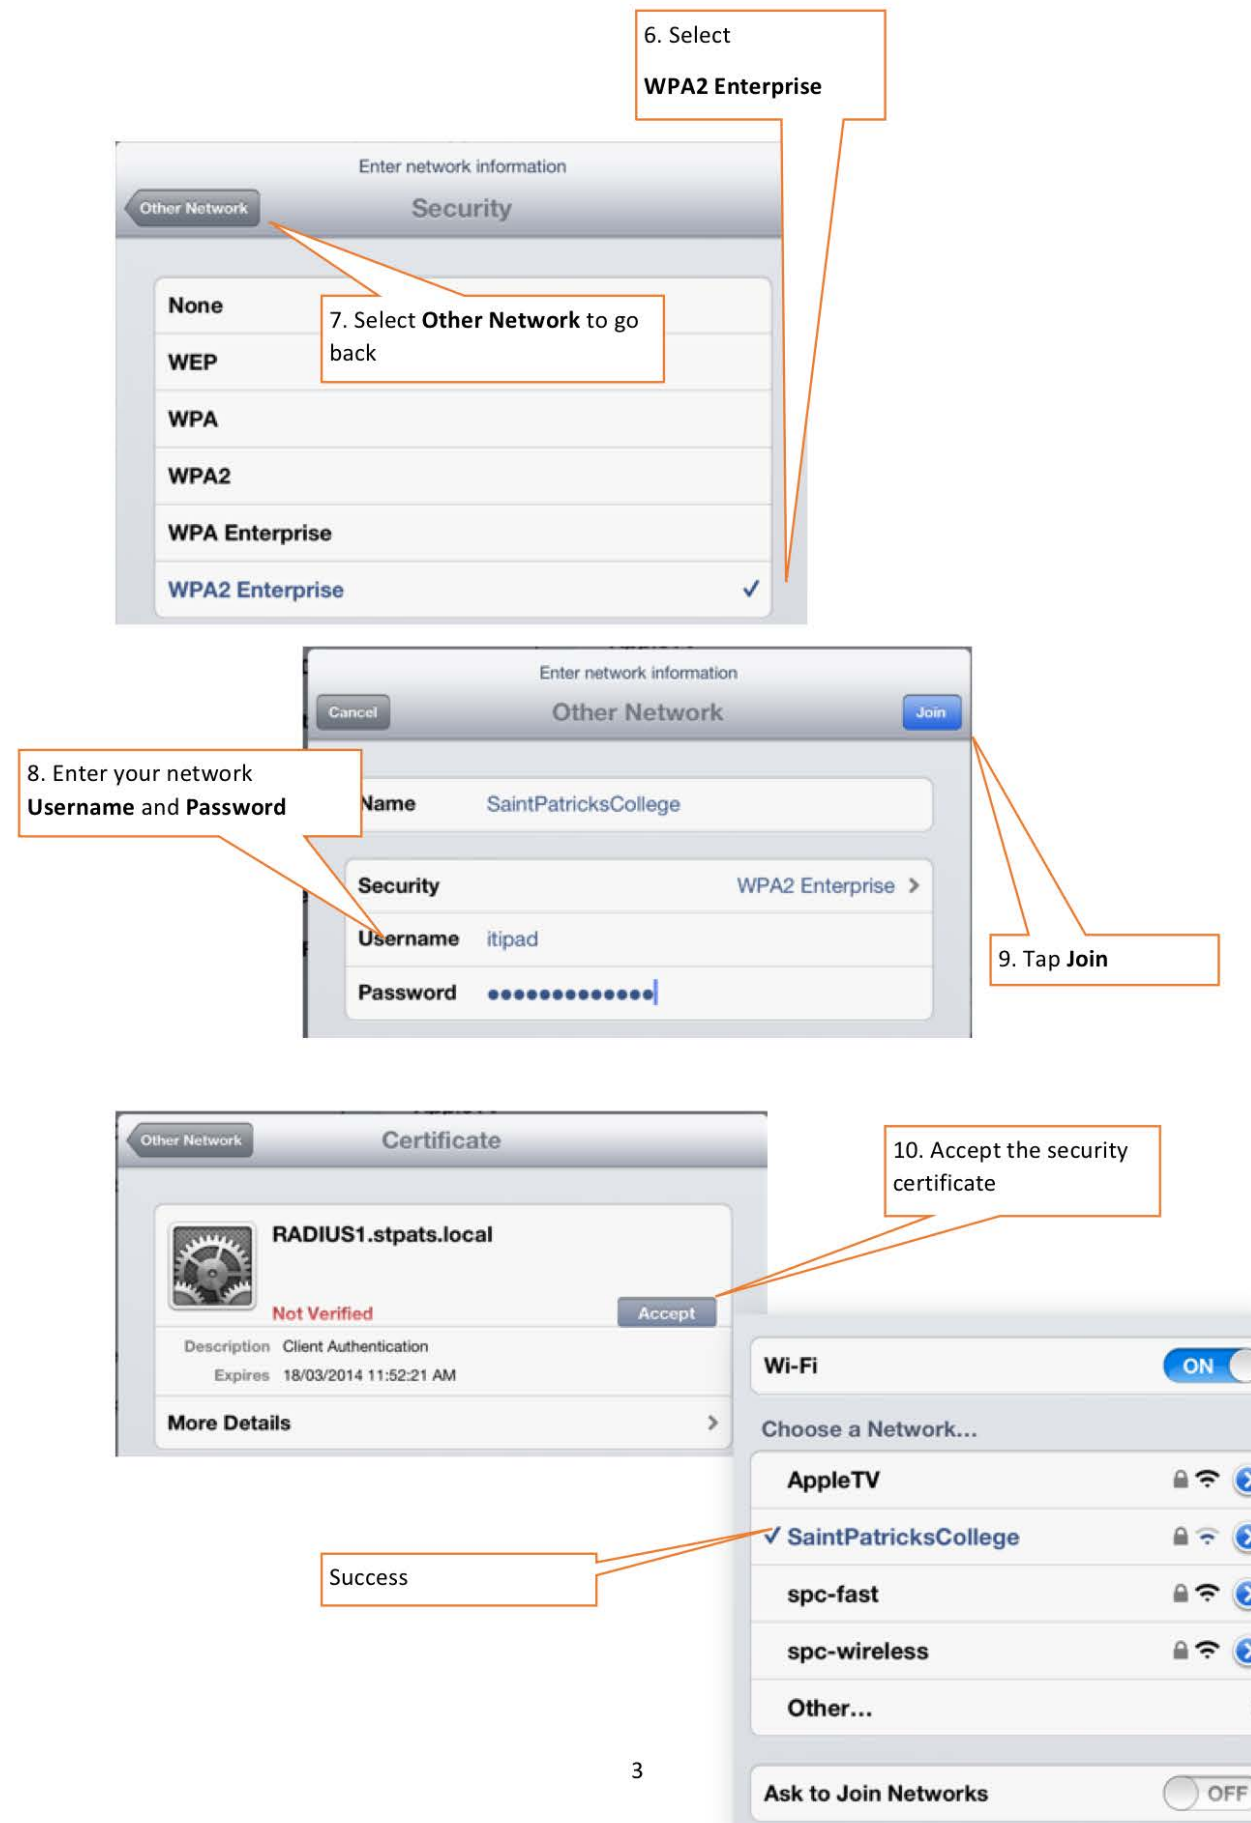 6. Select
WPA2 Enterprise
Enter network information
Other Network
Security
None
7. Select Other Network to go
back
WEP
WPA
WPA2
WPA Enterprise
WPA2 Enterprise
Enter network information
Cancel
Other Network
Join
8. Enter your network
Username and Password
Name SaintPatricksCollege
Security WPA2 Enterprise
Username itipad
Password
9. Tap Join
Other Network
Certificate
10. Accept the security
certificate
RADIUS1.stpats.local
Not Verified
Accept
Description Client Authentication
Expires 18/03/2014 11:52:21 AM
More Details
Wi-Fi ON
Choose a Network...
AppleTV
SaintPatricksCollege
Success
spc-fast
spc-wireless
Other...
3
Ask to Join Networks OFF